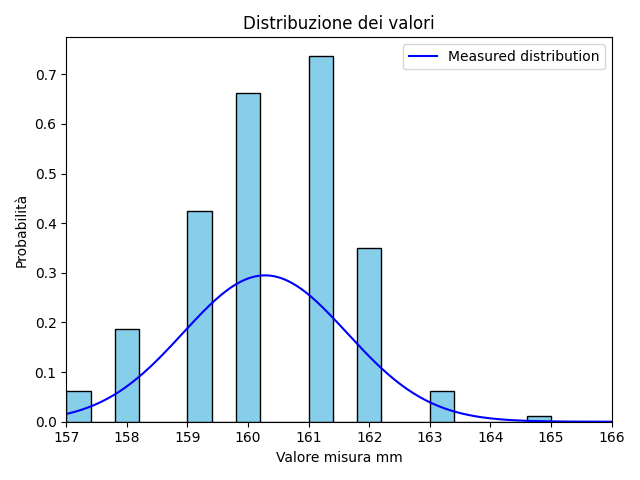 Distribuzione dei valori
Measured distribution
0.7
0.6
0.5
0.4
0.3
0.2
0.1
0.0
Probabilità
157 158 159 160 161 162 163 164 165 166
Valore misura mm